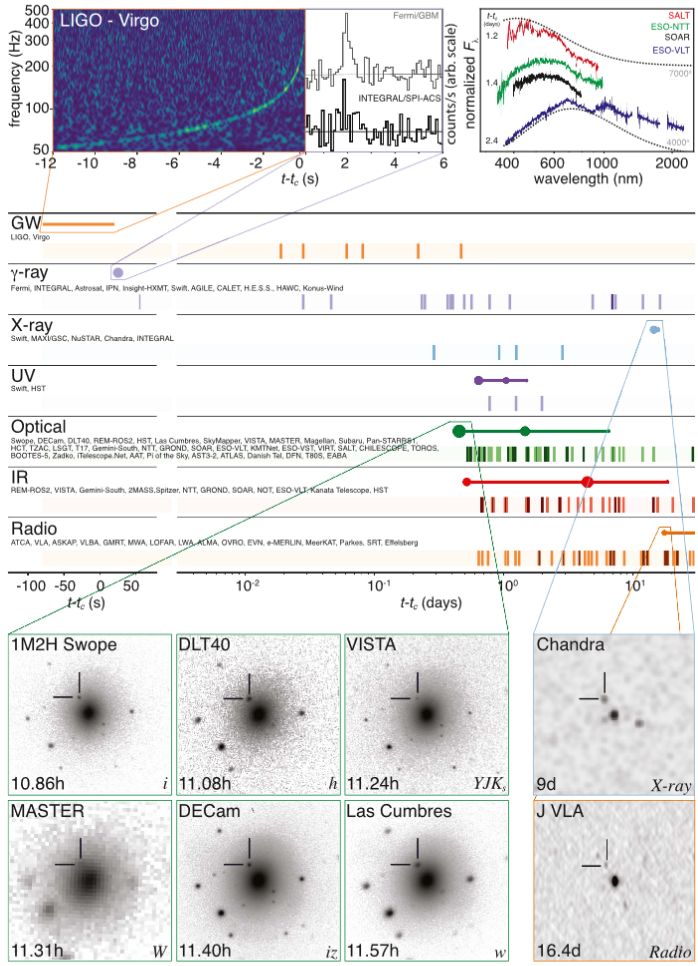 LIGO - Virgo
frequency (Hz)
500
400
300
200
100
50
-12 -10 -8 -6 -4 -2 0 2 4 6
t-tc (s)
Fermi/GBM
INTEGRAL/SPI-ACS
counts/s (arb. scale)
normalized Fλ
t-tc
(days)
1.2
1.4
2.4
SALT
ESO-NTT
SOAR
ESO-VLT
7000°
4000°
400 600 1000 2000
wavelength (nm)
GW
LIGO, Virgo
γ-ray
Fermi, INTEGRAL, Astrosat, IPN, Insight-HXMT, Swift, AGILE, CALET, H.E.S.S., HAWC, Konus-Wind
X-ray
Swift, MAXI/GSC, NuSTAR, Chandra, INTEGRAL
UV
Swift, HST
Optical
Swope, DECam, DLT40, REM-ROS2, HST, Las Cumbres, SkyMapper, VISTA, MASTER, Magellan, Subaru, Pan-STARRS1,
HCT, TZAC, LSGT, T17, Gemini-South, NTT, GROND, SOAR, ESO-VLT, KMTNet, ESO-VST, VIRT, SALT, CHILESCOPE, TOROS,
BOOTES-5, Zadko, iTelescope.Net, AAT, Pi of the Sky, AST3-2, ATLAS, Danish Tel, DFN, T80S, EABA
IR
REM-ROS2, VISTA, Gemini-South, 2MASS,Spitzer, NTT, GROND, SOAR, NOT, ESO-VLT, Kanata Telescope, HST
Radio
ATCA, VLA, ASKAP, VLBA, GMRT, MWA, LOFAR, LWA, ALMA, OVRO, EVN, e-MERLIN, MeerKAT, Parkes, SRT, Effelsberg
-100 -50 0 50 10-2 10-1 100 101
t-tc (s) t-tc (days)
1M2H Swope
10.86h i
DLT40
11.08h h
VISTA
11.24h YJKs
Chandra
9d X-ray
MASTER
11.31h W
DECam
11.40h iz
Las Cumbres
11.57h w
J VLA
16.4d Radio